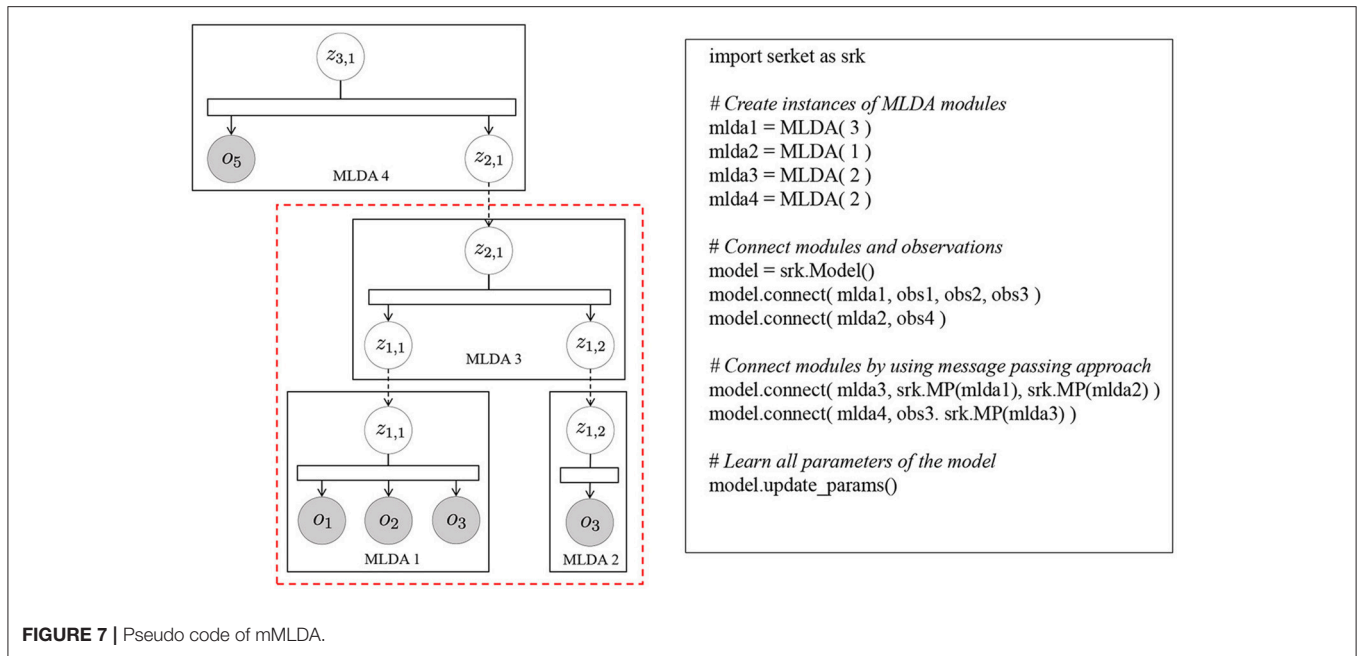 z3,1
o5
z2,1
MLDA 4
z2,1
z1,1
MLDA 3
z1,2
z1,1
z1,2
o1
o2
o3
o3
MLDA 1
MLDA 2
import serket as srk
# Create instances of MLDA modules
mlda1 = MLDA( 3 )
mlda2 = MLDA( 1 )
mlda3 = MLDA( 2 )
mlda4 = MLDA( 2 )
# Connect modules and observations
model = srk.Model()
model.connect( mlda1, obs1, obs2, obs3 )
model.connect( mlda2, obs4 )
# Connect modules by using message passing approach
model.connect( mlda3, srk.MP(mlda1), srk.MP(mlda2) )
model.connect( mlda4, obs3. srk.MP(mlda3) )
# Learn all parameters of the model
model.update_params()
FIGURE 7 | Pseudo code of mMLDA.